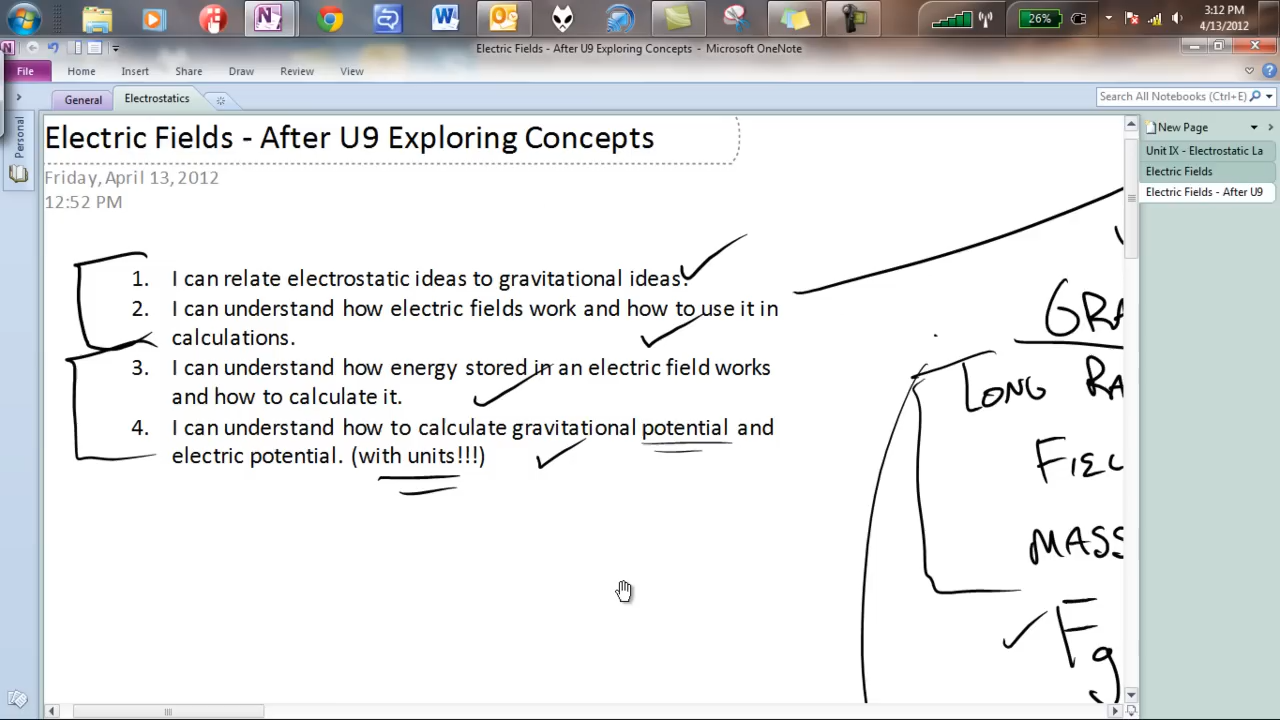 26%
3:12 PM
4/13/2012
Electric Fields - After U9 Exploring Concepts - Microsoft OneNote
File Home Insert Share Draw Review View
General Electrostatics
Search All Notebooks (Ctrl+E)
Personal
New Page
Unit IX - Electrostatic La
Electric Fields
Electric Fields - After U9
Electric Fields - After U9 Exploring Concepts
Friday, April 13, 2012
12:52 PM
1. I can relate electrostatic ideas to gravitational ideas.
2. I can understand how electric fields work and how to use it in
calculations.
3. I can understand how energy stored in an electric field works
and how to calculate it.
4. I can understand how to calculate gravitational potential and
electric potential. (with units!!!)
GRA
LONG RA
FIEL
MASS
Fg